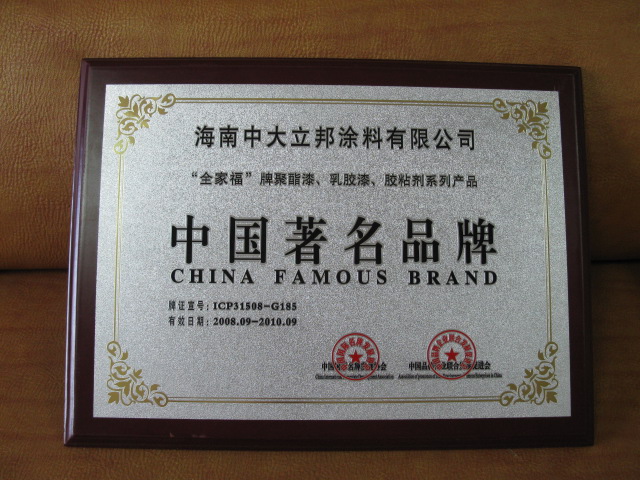 海南中大立邦涂料有限公司
“全家福”牌聚酯漆、乳胶漆、胶粘剂系列产品
中国著名品牌
CHINA FAMOUS BRAND
牌证宣号：ICP31508-G185
有效日期：2008.09-2010.09